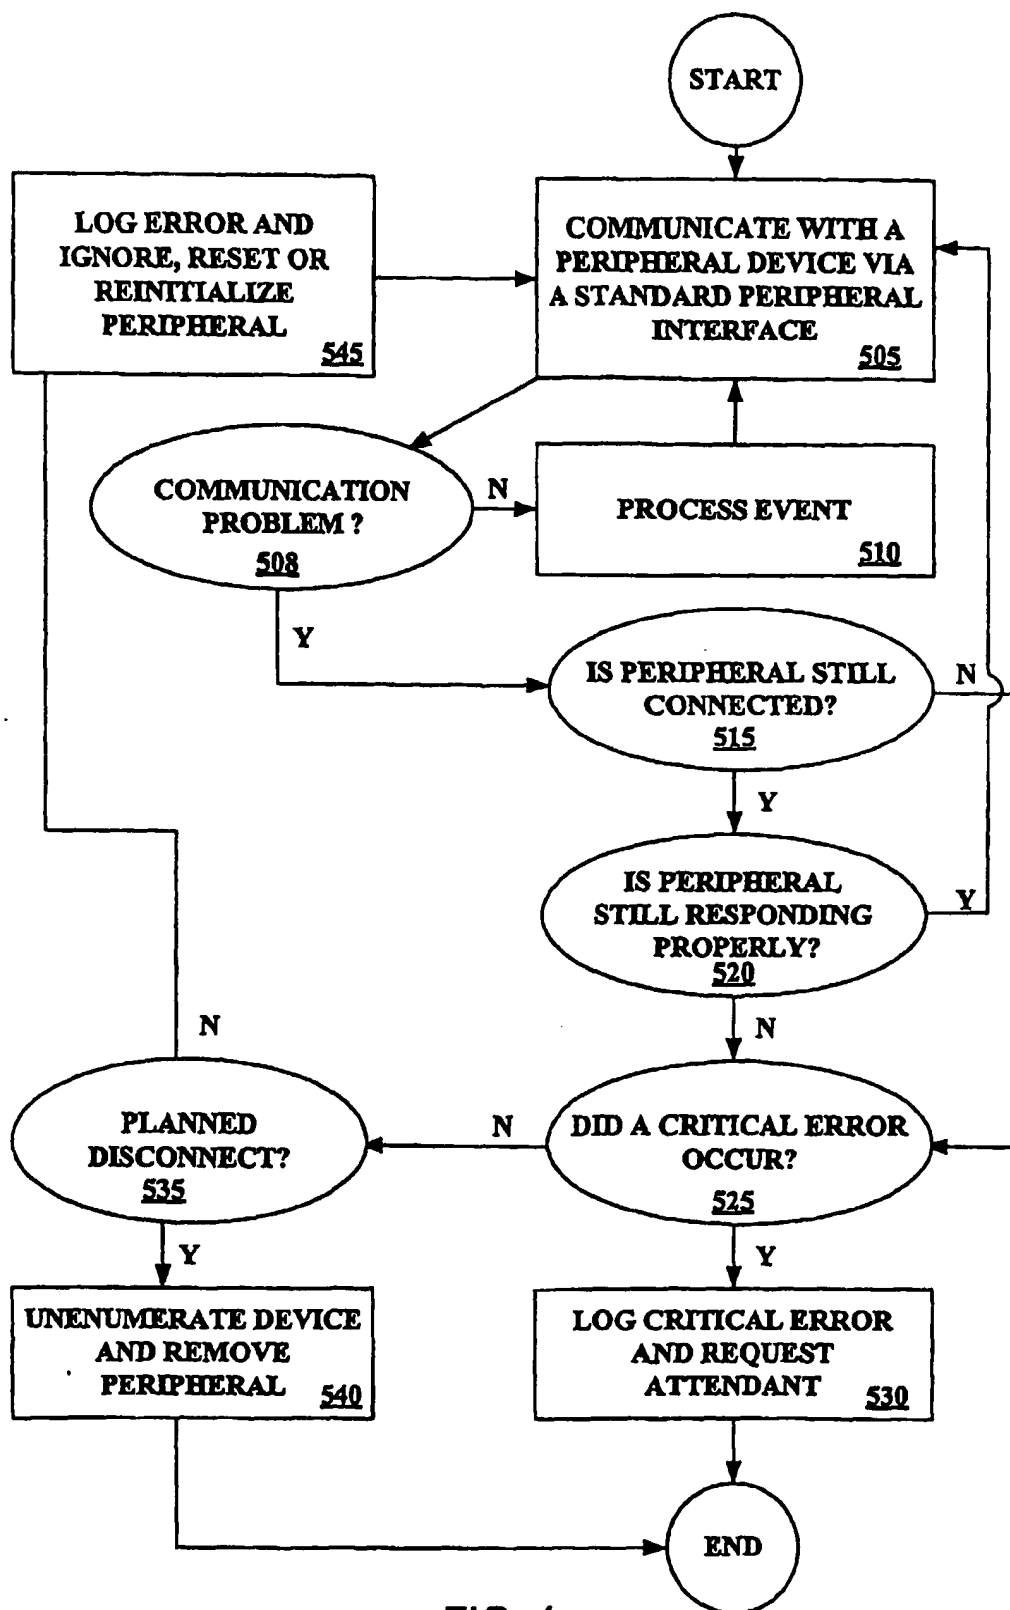 START
LOG ERROR AND
IGNORE, RESET OR
REINITIALIZE
PERIPHERAL
545
COMMUNICATE WITH A
PERIPHERAL DEVICE VIA
A STANDARD PERIPHERAL
INTERFACE
505
COMMUNICATION
PROBLEM ?
508
N
PROCESS EVENT
510
Y
IS PERIPHERAL STILL
CONNECTED?
515
N
Y
IS PERIPHERAL
STILL RESPONDING
PROPERLY?
520
Y
N
N
PLANNED
DISCONNECT?
535
N
DID A CRITICAL ERROR
OCCUR?
525
Y
Y
UNENUMERATE DEVICE
AND REMOVE
PERIPHERAL
540
LOG CRITICAL ERROR
AND REQUEST
ATTENDANT
530
END